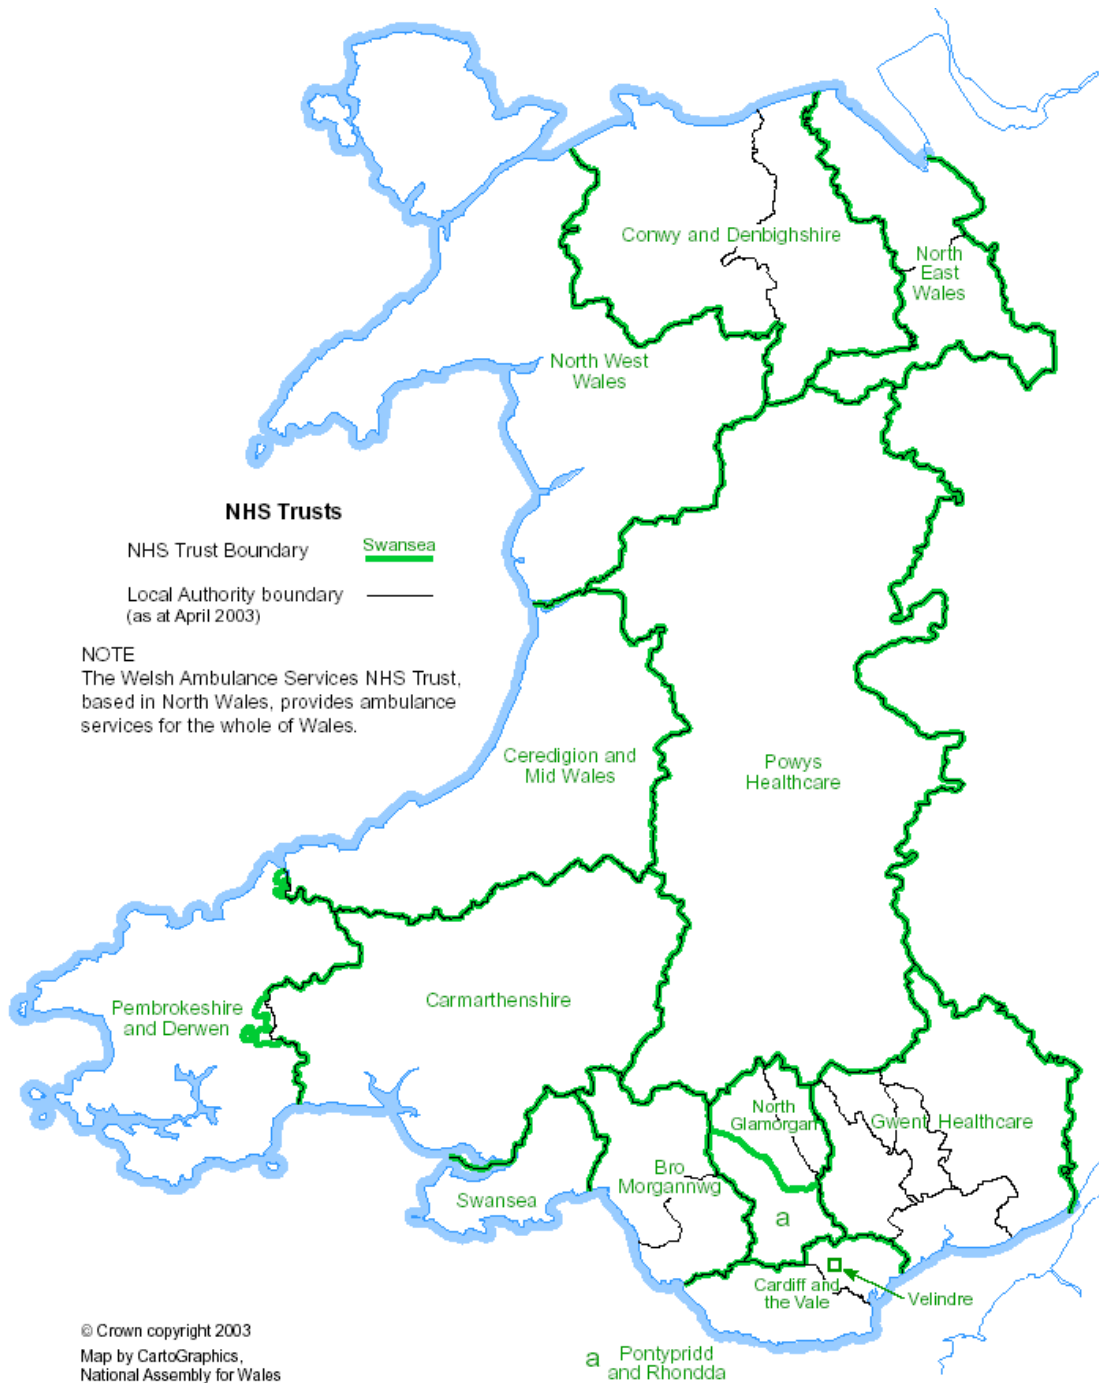 Conwy and Denbighshire
North
East
Wales
North West
Wales
NHS Trusts
NHS Trust Boundary
Swansea
Local Authority boundary
(as at April 2003)
NOTE
The Welsh Ambulance Services NHS Trust,
based in North Wales, provides ambulance
services for the whole of Wales.
Ceredigion and
Mid Wales
Powys
Healthcare
Pembrokeshire
and Derwen
Carmarthenshire
North
Glamorgan
Gwent Healthcare
Bro
Morgannwg
Swansea
a
Cardiff and
the Vale
Velindre
a Pontypridd
and Rhondda
© Crown copyright 2003
Map by CartoGraphics,
National Assembly for Wales